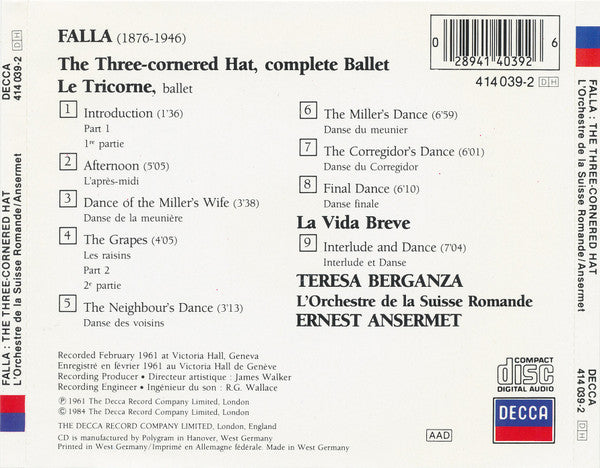 DECCA
414 039-2 DH
FALLA : THE THREE-CORNERED HAT
L'Orchestre de la Suisse Romande/Ansermet
FALLA (1876-1946)
0 28941 40392 6
414 039-2 DH
The Three-cornered Hat, complete Ballet
Le Tricorne, ballet
1 Introduction (1'36)
Part 1
1re partie
2 Afternoon (5'05)
L'après-midi
3 Dance of the Miller's Wife (3'38)
Danse de la meunière
4 The Grapes (4'05)
Les raisins
Part 2
2e partie
5 The Neighbour's Dance (3'13)
Danse des voisins
6 The Miller's Dance (6'59)
Danse du meunier
7 The Corregidor's Dance (6'01)
Danse du Corregidor
8 Final Dance (6'10)
Danse finale
La Vida Breve
9 Interlude and Dance (7'04)
Interlude et Danse
TERESA BERGANZA
L'Orchestre de la Suisse Romande
ERNEST ANSERMET
Recorded February 1961 at Victoria Hall, Geneva
Enregistré en février 1961 au Victoria Hall de Genève
Recording Producer • Directeur artistique : James Walker
Recording Engineer • Ingénieur du son : R.G. Wallace
℗ 1961 The Decca Record Company Limited, London
© 1984 The Decca Record Company Limited, London
THE DECCA RECORD COMPANY LIMITED, London, England
CD is manufactured by Polygram in Hanover, West Germany
Printed in West Germany/Imprimé en Allemagne fédérale. Made in West Germany
AAD
COMPACT
disc
DIGITAL AUDIO
DECCA
FALLA : THE THREE-CORNERED HAT
L'Orchestre de la Suisse Romande/Ansermet
DECCA
414 039-2 DH